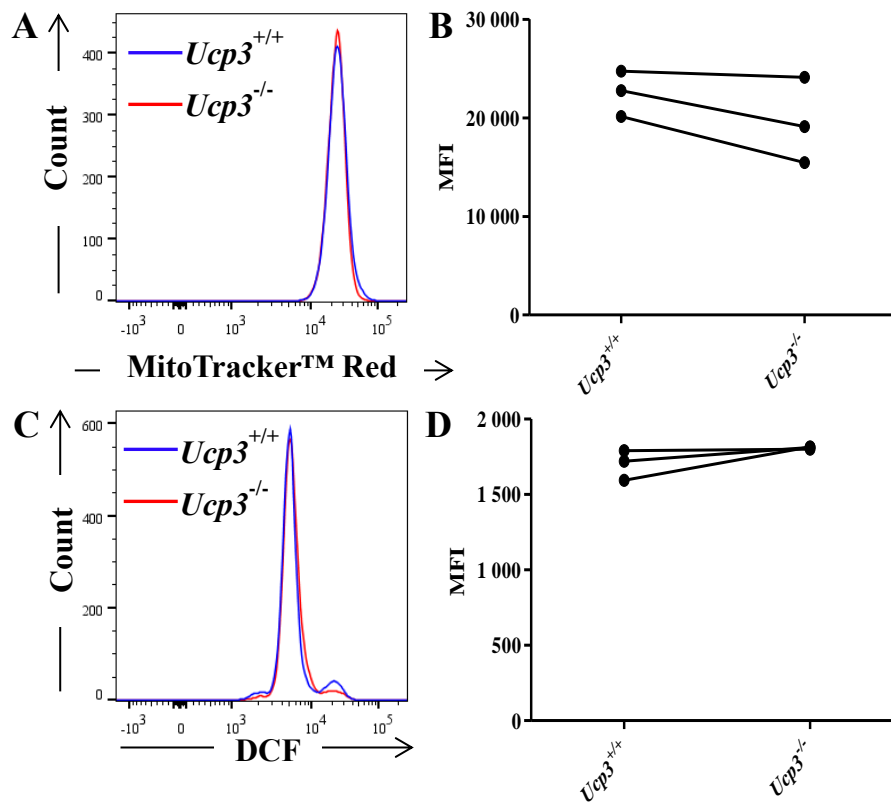 A
Ucp3+/+
Ucp3-/-
Count
400
300
200
100
0
-10³ 0 10³ 10⁴ 10⁵
MitoTracker™ Red
B
30 000
20 000
10 000
0
MFI
Ucp3+/+ Ucp3-/-
C
Ucp3+/+
Ucp3-/-
Count
600
400
200
0
-10³ 0 10³ 10⁴ 10⁵
DCF
D
2 000
1 500
1 000
500
0
MFI
Ucp3+/+ Ucp3-/-